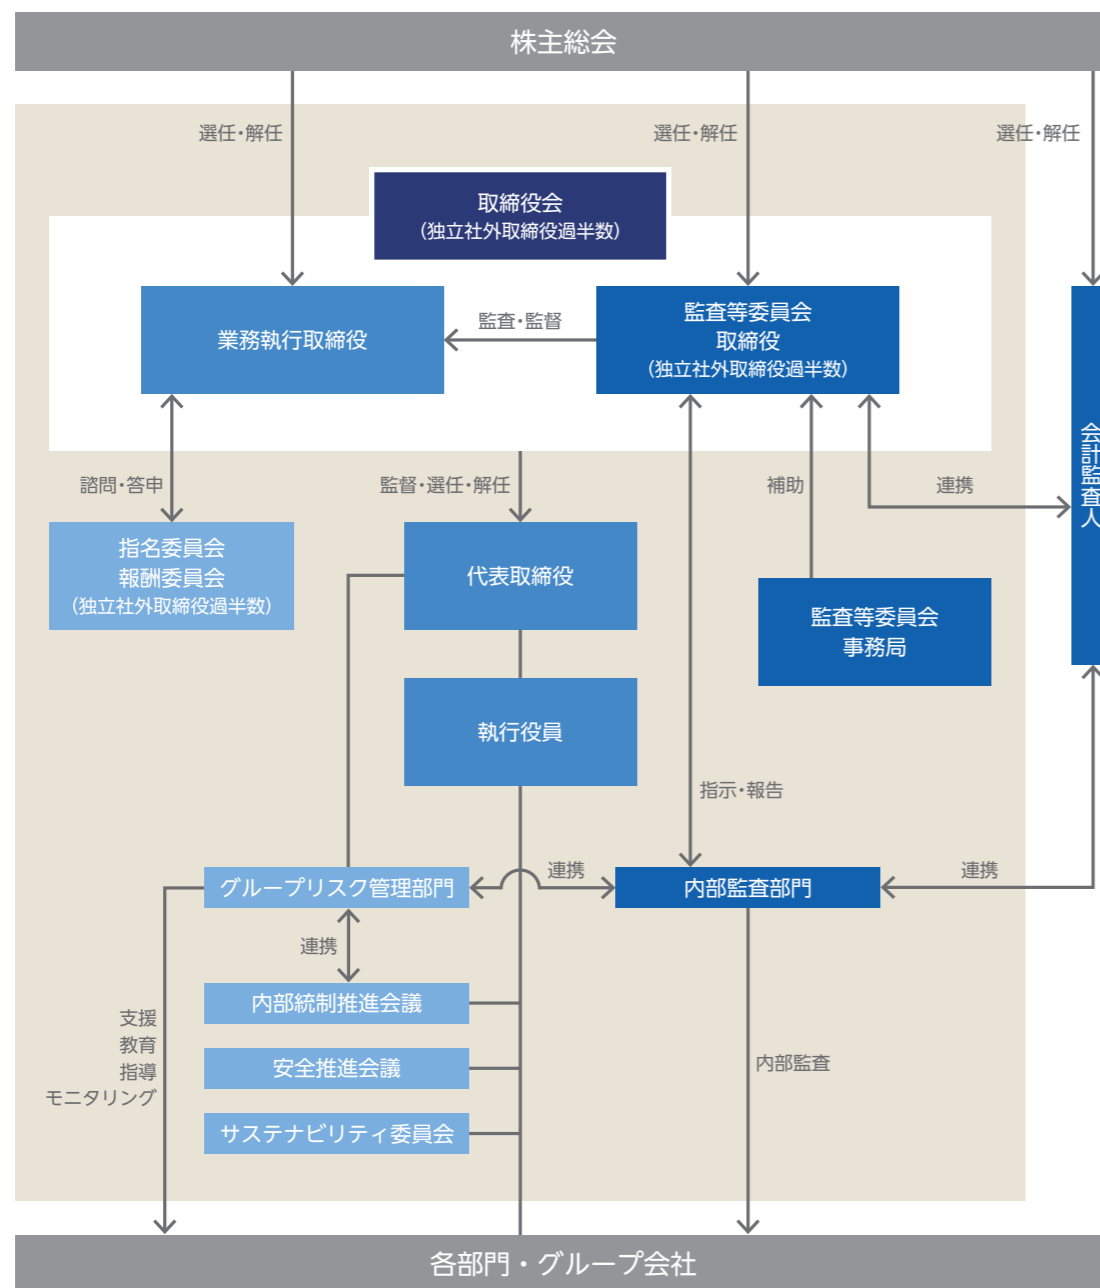 株主総会
選任・解任
選任・解任
選任・解任
取締役会
（独立社外取締役過半数）
業務執行取締役
監査・監督
監査等委員会
取締役
（独立社外取締役過半数）
会計監査人
諮問・答申
監督・選任・解任
補助
連携
指名委員会
報酬委員会
（独立社外取締役過半数）
代表取締役
監査等委員会
事務局
執行役員
指示・報告
グループリスク管理部門
連携
内部監査部門
連携
連携
内部統制推進会議
支援
教育
指導
モニタリング
安全推進会議
内部監査
サステナビリティ委員会
各部門・グループ会社